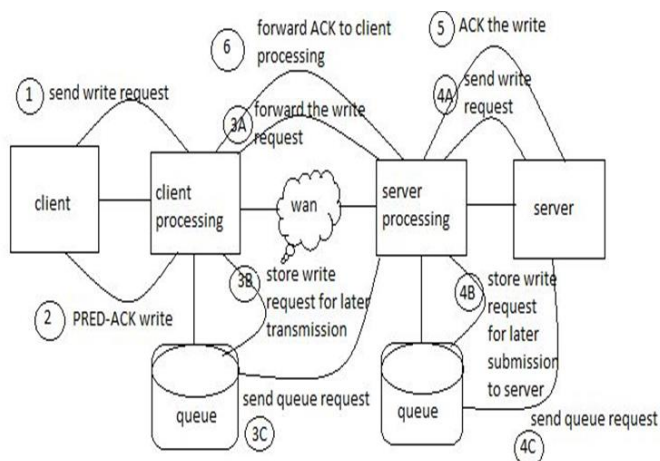 6
forward ACK to client
processing
5
ACK the write
1
send write request
3A
forward the write
request
4A
send write
request
client
client
processing
wan
server
processing
server
2
PRED-ACK write
3B
store write
request for later
transmission
4B
store write
request
for later
submission
to server
queue
send queue request
3C
queue
send queue request
4C